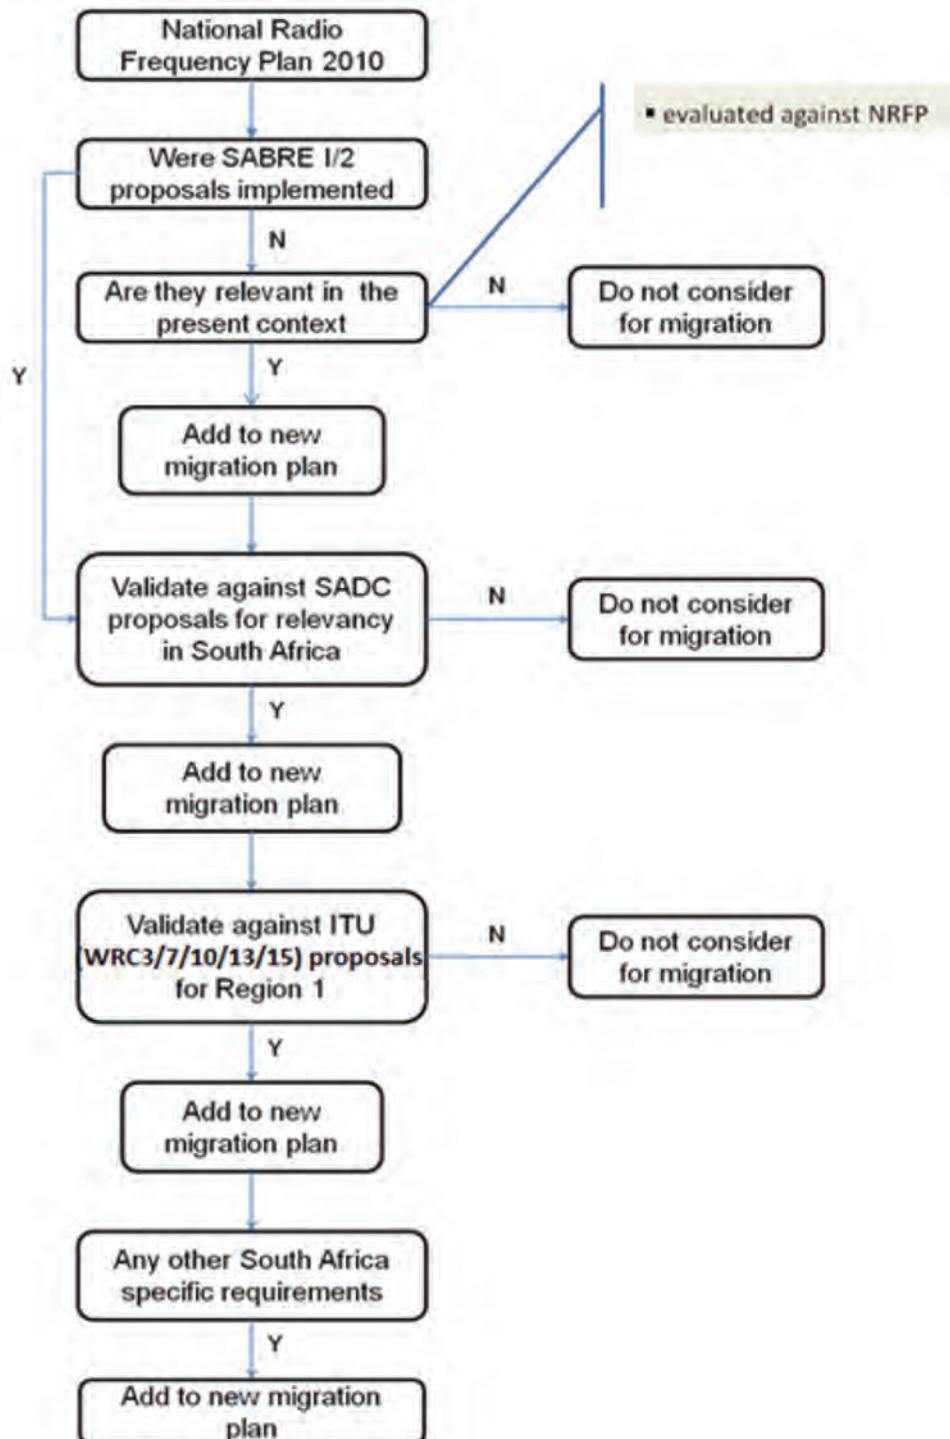 National Radio
Frequency Plan 2010
▪ evaluated against NRFP
Were SABRE I/2
proposals implemented
N
Are they relevant in the
present context
N
Do not consider
for migration
Y
Y
Add to new
migration plan
Validate against SADC
proposals for relevancy
in South Africa
N
Do not consider
for migration
Y
Add to new
migration plan
Validate against ITU
(WRC3/7/10/13/15) proposals
for Region 1
N
Do not consider
for migration
Y
Add to new
migration plan
Any other South Africa
specific requirements
Y
Add to new migration
plan